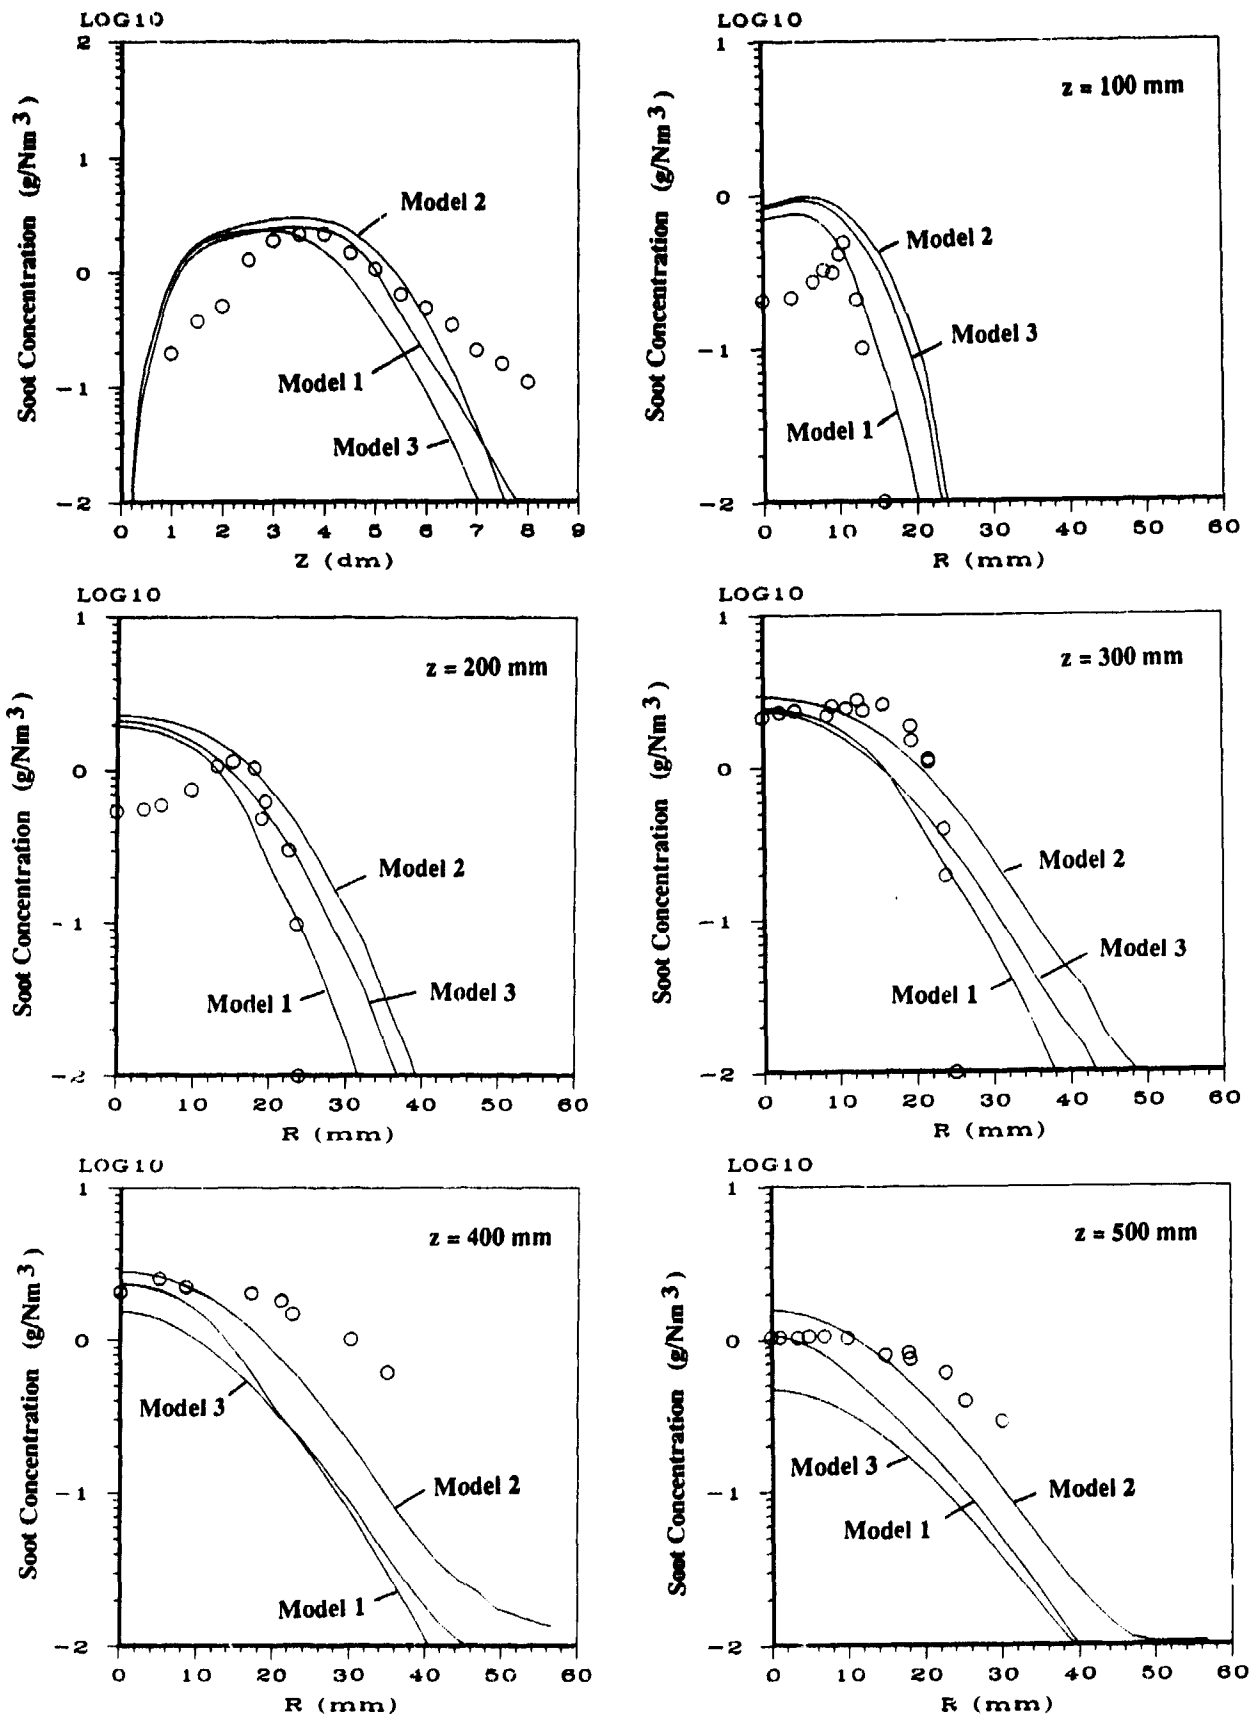 LOG10
2
1
0
-1
-2
Soot Concentration (g/Nm3)
Model 2
Model 1
Model 3
0 1 2 3 4 5 6 7 8 9
Z (dm)
LOG10
1
0
-1
-2
Soot Concentration (g/Nm3)
z = 100 mm
Model 2
Model 3
Model 1
0 10 20 30 40 50 60
R (mm)
LOG10
1
0
-1
-2
Soot Concentration (g/Nm3)
z = 200 mm
Model 2
Model 1
Model 3
0 10 20 30 40 50 60
R (mm)
LOG10
1
0
-1
-2
Soot Concentration (g/Nm3)
z = 300 mm
Model 2
Model 3
Model 1
0 10 20 30 40 50 60
R (mm)
LOG10
1
0
-1
-2
Soot Concentration (g/Nm3)
z = 400 mm
Model 3
Model 2
Model 1
0 10 20 30 40 50 60
R (mm)
LOG10
1
0
-1
-2
Soot Concentration (g/Nm3)
z = 500 mm
Model 3
Model 2
Model 1
0 10 20 30 40 50 60
R (mm)